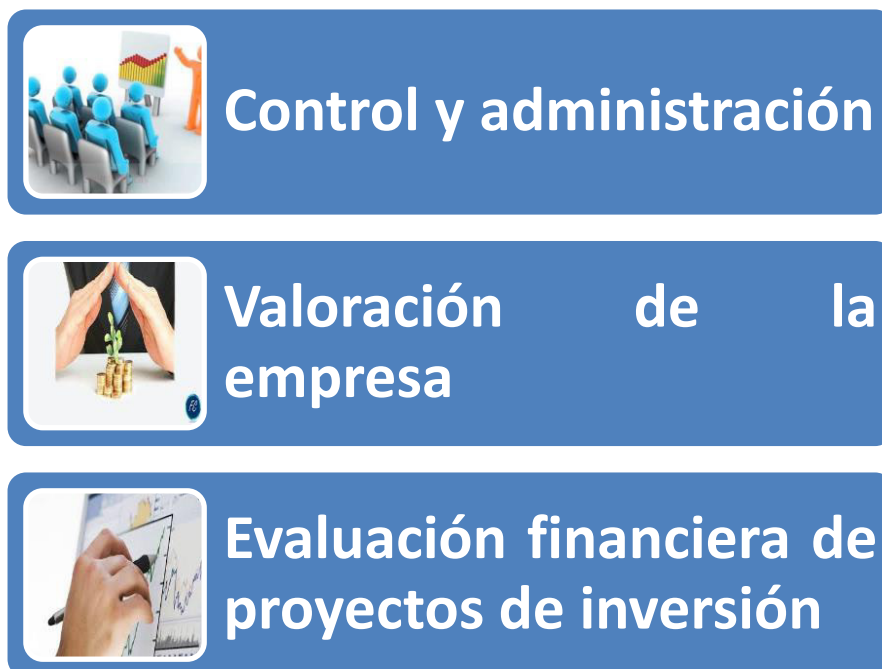 Control y administración
Valoración de la
empresa
Evaluación financiera de
proyectos de inversión